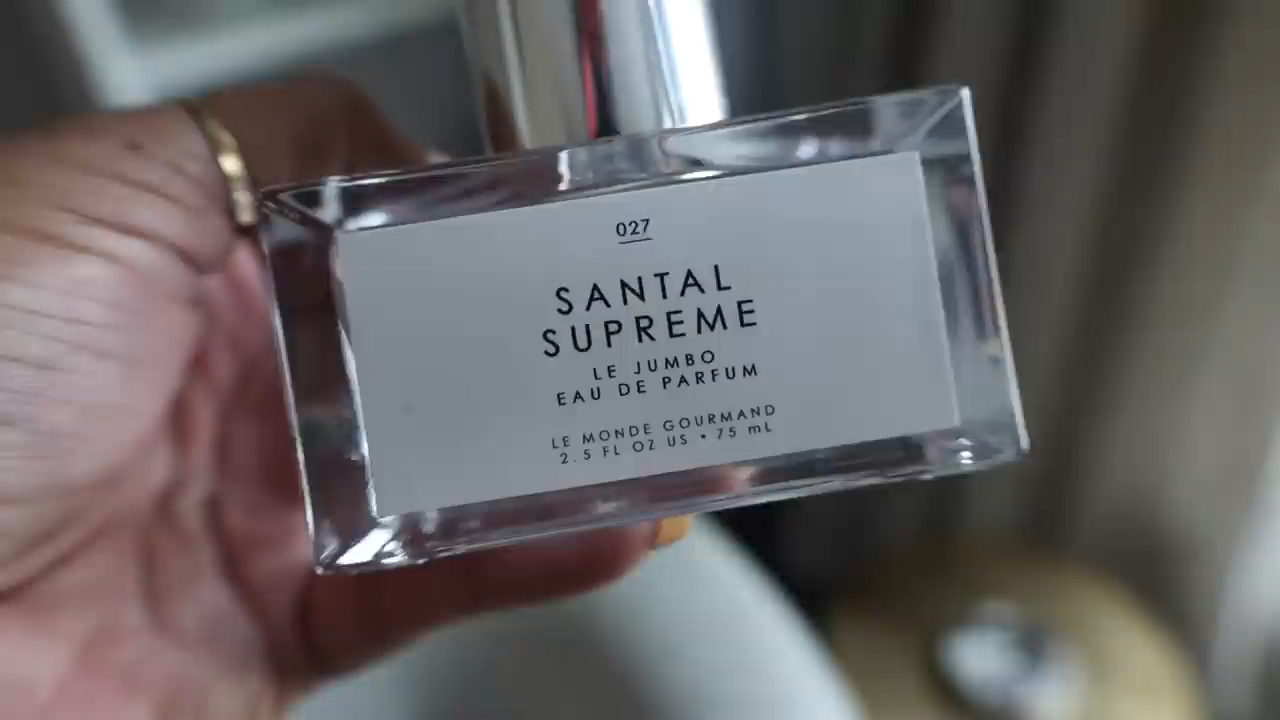 027
SANTAL
SUPREME
LE JUMBO
EAU DE PARFUM
LE MONDE GOURMAND
2.5 FL OZ US • 75 mL